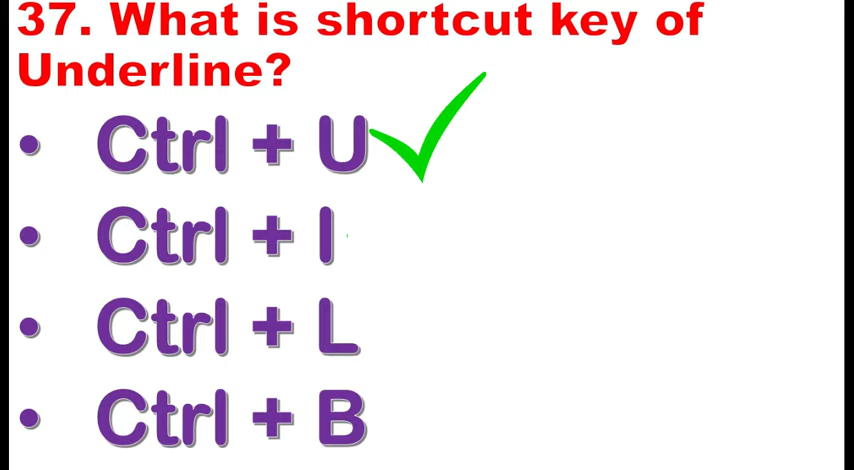 37. What is shortcut key of
Underline?
• Ctrl + U
• Ctrl + I
• Ctrl + L
• Ctrl + B